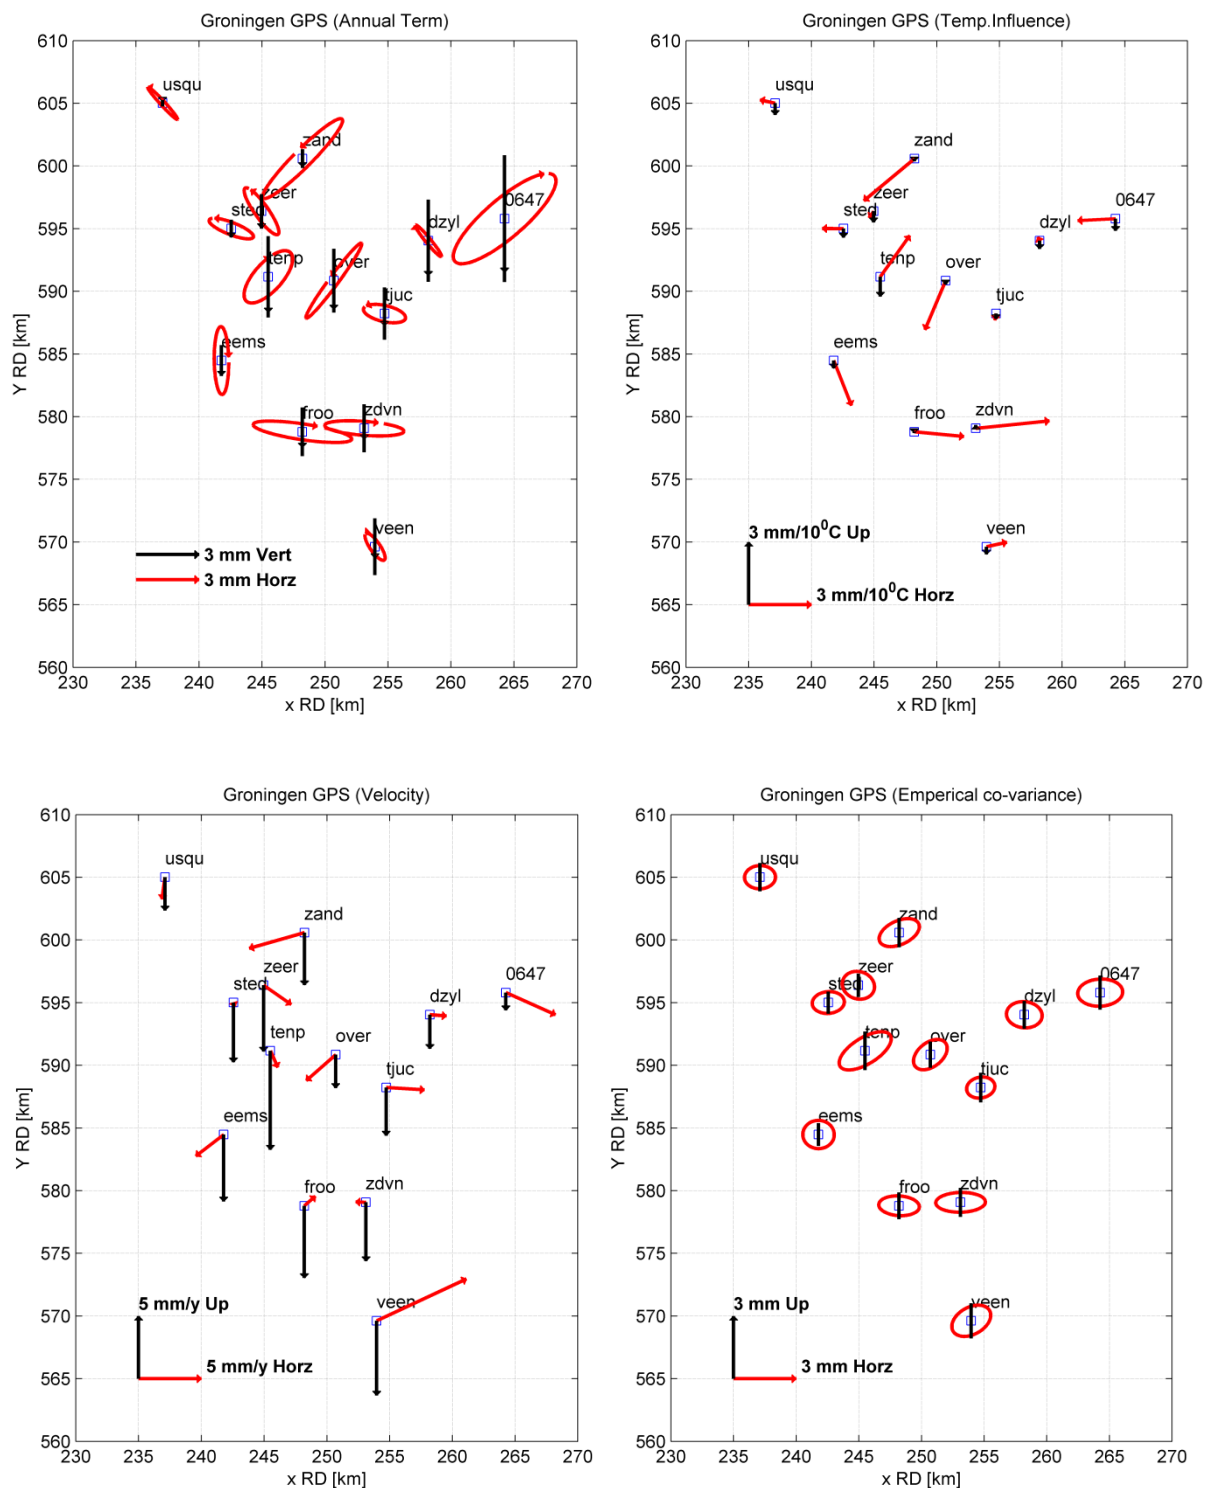 Groningen GPS (Annual Term)
610
605
600
595
590
585
580
575
570
565
560
Y RD [km]
usqu
zand
zeer
sted
0647
dzyl
tenp
over
tjuc
eems
froo
zdvn
veen
3 mm Vert
3 mm Horz
230 235 240 245 250 255 260 265 270
x RD [km]
Groningen GPS (Temp.Influence)
610
605
600
595
590
585
580
575
570
565
560
Y RD [km]
usqu
zand
zeer
sted
0647
dzyl
tenp
over
tjuc
eems
froo
zdvn
veen
3 mm/10⁰C Up
3 mm/10⁰C Horz
230 235 240 245 250 255 260 265 270
x RD [km]
Groningen GPS (Velocity)
610
605
600
595
590
585
580
575
570
565
560
Y RD [km]
usqu
zand
zeer
sted
0647
dzyl
tenp
over
tjuc
eems
froo
zdvn
veen
5 mm/y Up
5 mm/y Horz
230 235 240 245 250 255 260 265 270
x RD [km]
Groningen GPS (Emperical co-variance)
610
605
600
595
590
585
580
575
570
565
560
Y RD [km]
usqu
zand
zeer
sted
0647
dzyl
tenp
over
tjuc
eems
froo
zdvn
veen
3 mm Up
3 mm Horz
230 235 240 245 250 255 260 265 270
x RD [km]